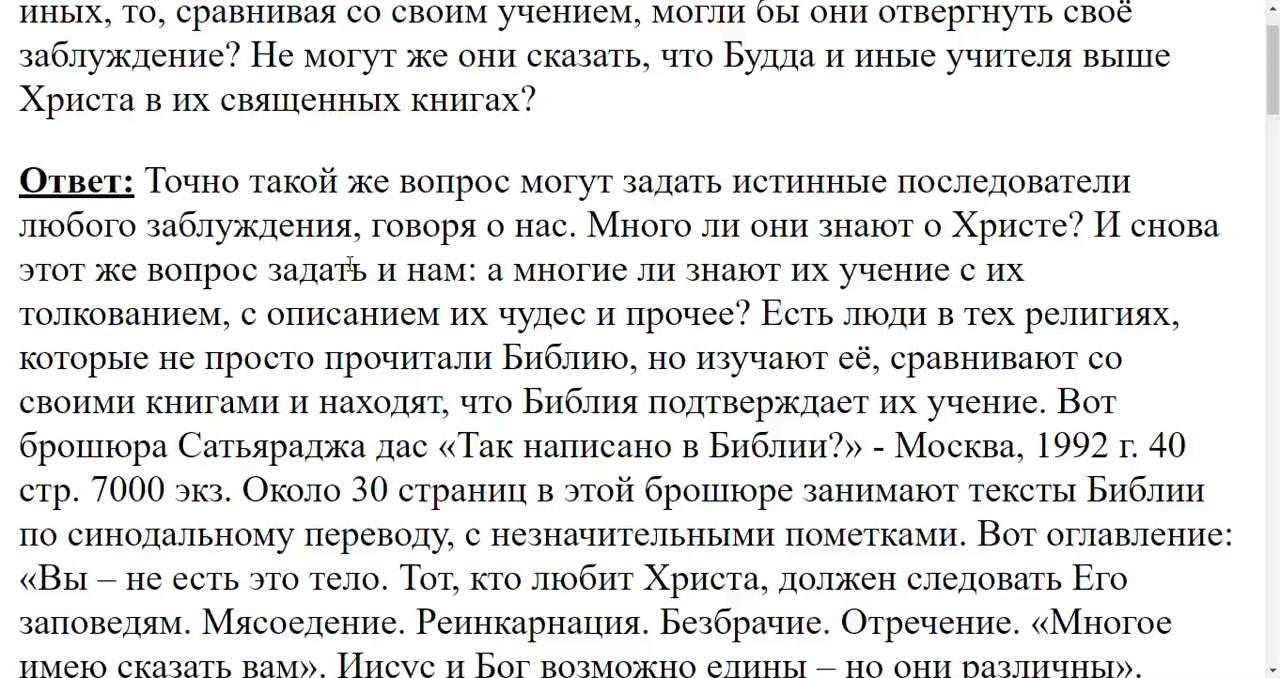 иных, то, сравнивая со своим учением, могли бы они отвергнуть своё
заблуждение? Не могут же они сказать, что Будда и иные учителя выше
Христа в их священных книгах?
Ответ: Точно такой же вопрос могут задать истинные последователи
любого заблуждения, говоря о нас. Много ли они знают о Христе? И снова
этот же вопрос задать и нам: а многие ли знают их учение с их
толкованием, с описанием их чудес и прочее? Есть люди в тех религиях,
которые не просто прочитали Библию, но изучают её, сравнивают со
своими книгами и находят, что Библия подтверждает их учение. Вот
брошюра Сатьяраджа дас «Так написано в Библии?» - Москва, 1992 г. 40
стр. 7000 экз. Около 30 страниц в этой брошюре занимают тексты Библии
по синодальному переводу, с незначительными пометками. Вот оглавление:
«Вы – не есть это тело. Тот, кто любит Христа, должен следовать Его
заповедям. Мясоедение. Реинкарнация. Безбрачие. Отречение. «Многое
имею сказать вам». Иисус и Бог возможно едины – но они различны».